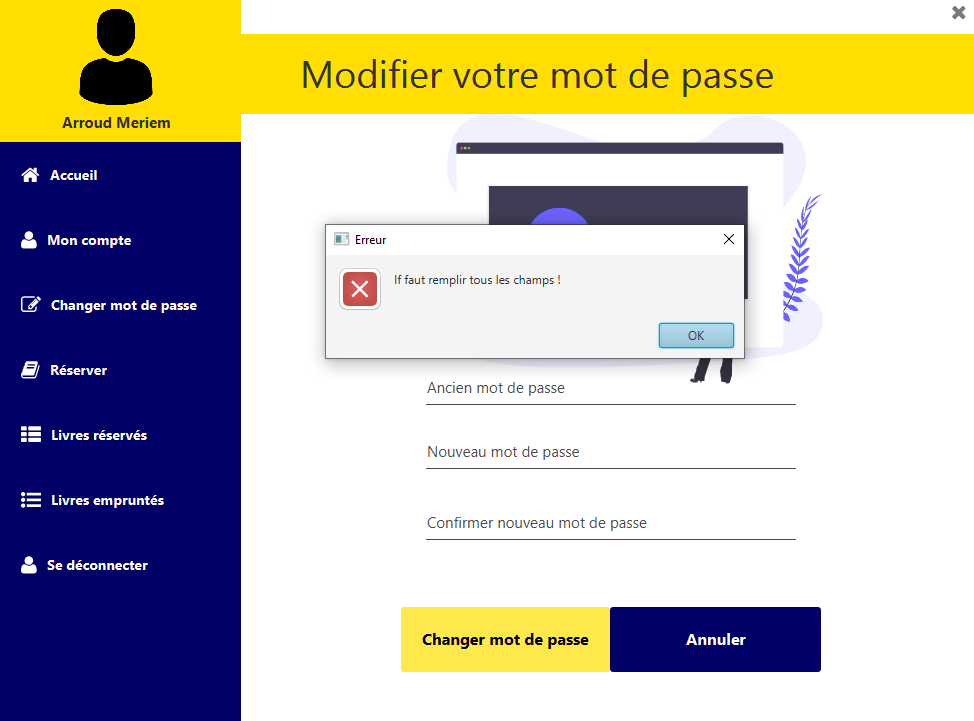 Arroud Meriem
Accueil
Mon compte
Changer mot de passe
Réserver
Livres réservés
Livres empruntés
Se déconnecter
Modifier votre mot de passe
Erreur
If faut remplir tous les champs !
OK
Ancien mot de passe
Nouveau mot de passe
Confirmer nouveau mot de passe
Changer mot de passe
Annuler